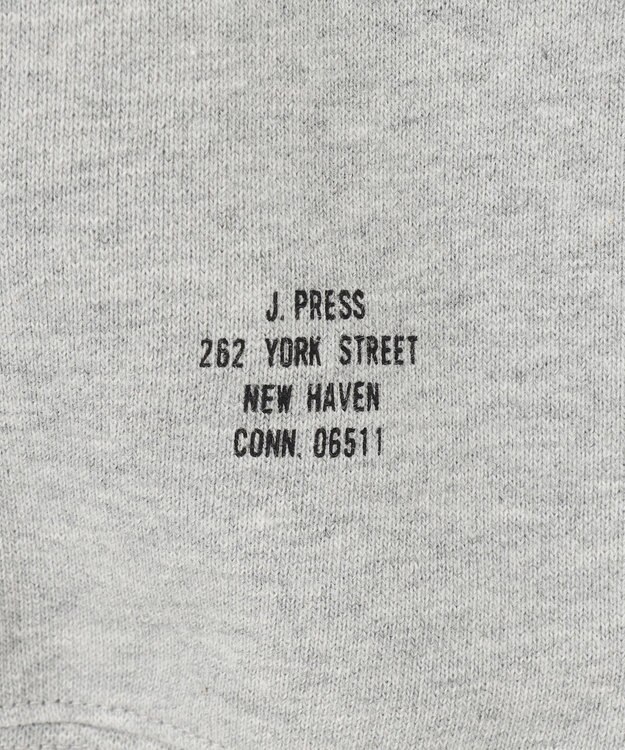 J. PRESS
262 YORK STREET
NEW HAVEN
CONN. 06511